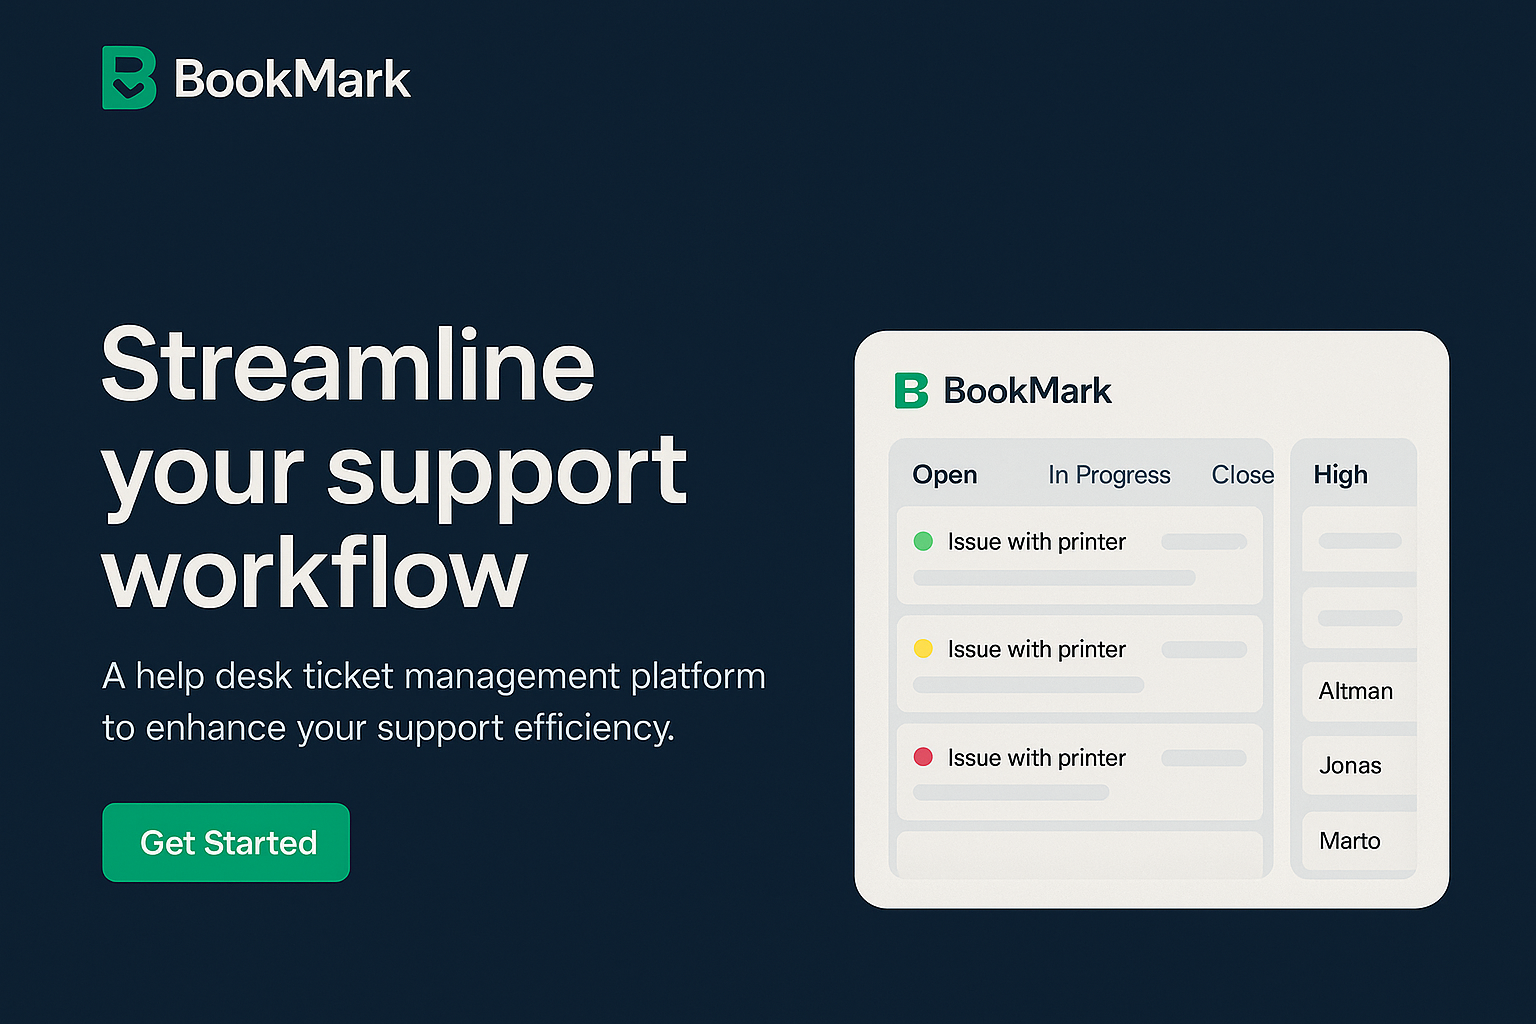 BookMark
Streamline
your support
workflow
A help desk ticket management platform
to enhance your support efficiency.
Get Started
BookMark
Open In Progress Close
Issue with printer
Issue with printer
Issue with printer
High
Altman
Jonas
Marto